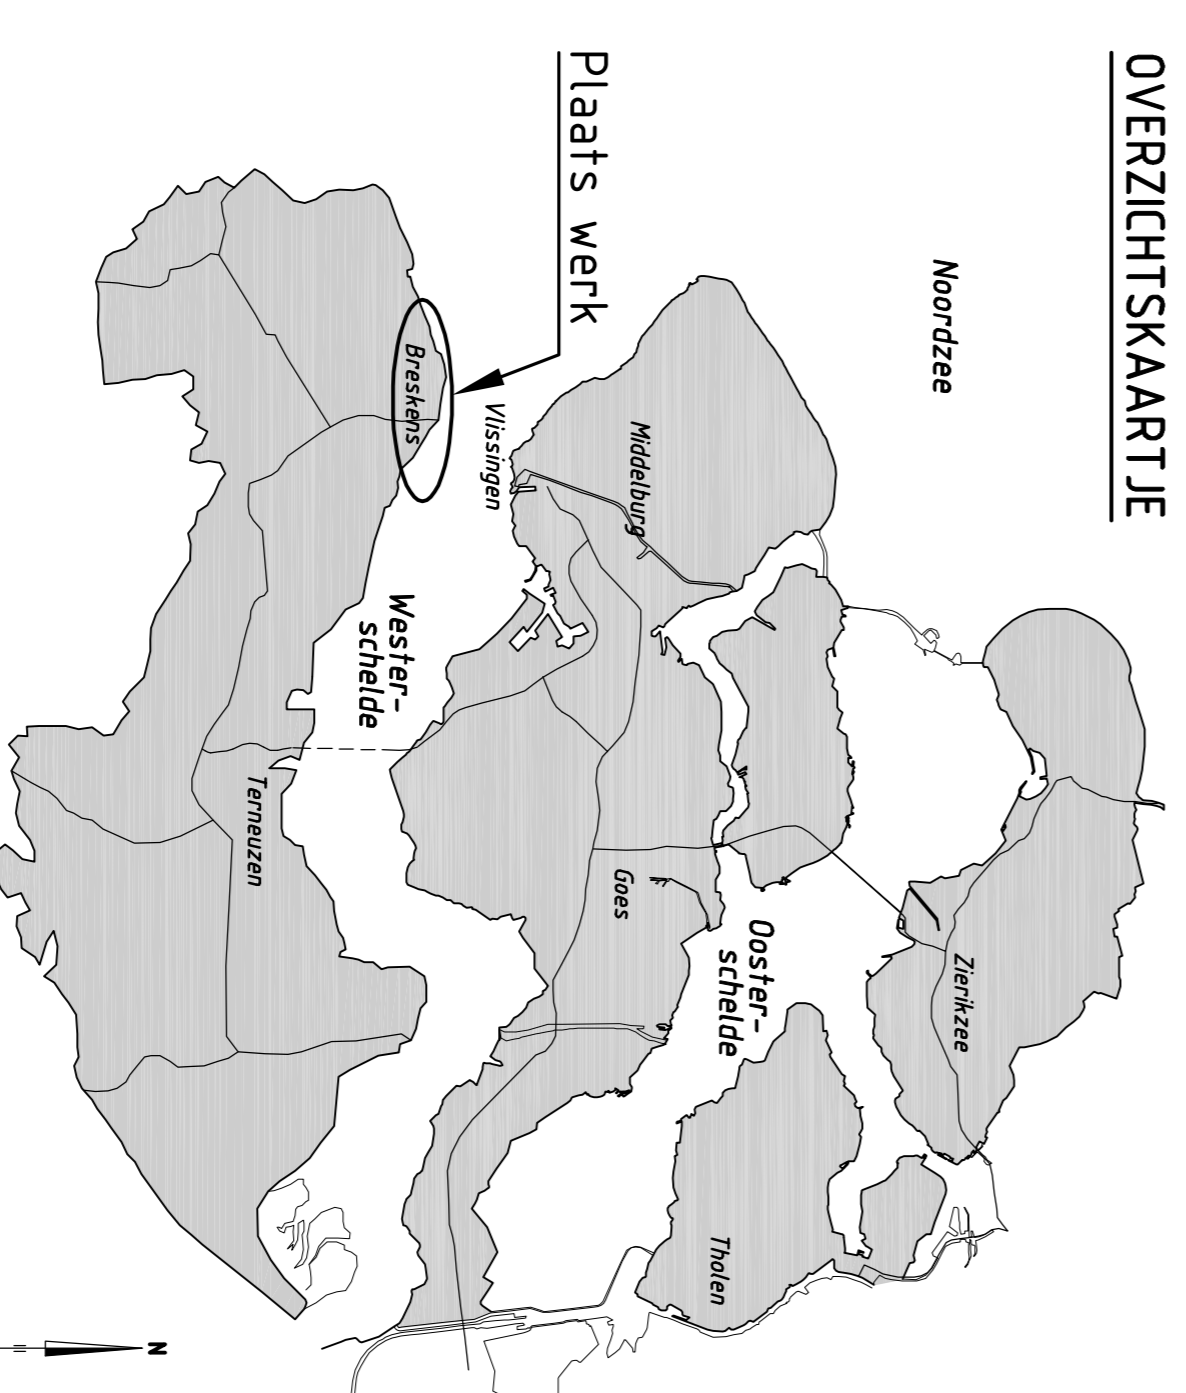 OVERZICHTSKAARTJE
Noordzee
Plaats werk
Breskens
Vlissingen
Middelburg
Wester-
schelde
Terneuzen
Goes
Ooster-
schelde
Zierikzee
Tholen
N